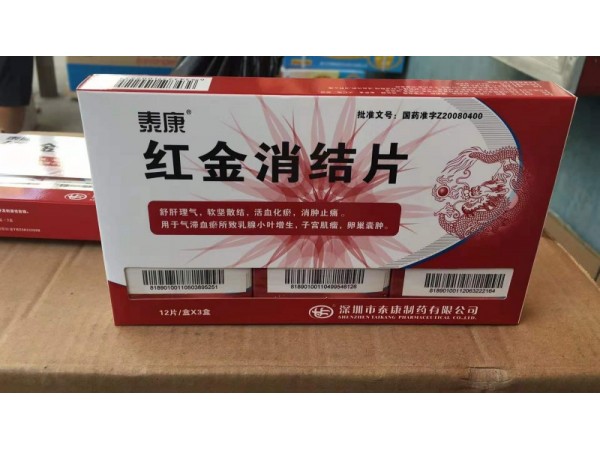 泰康®
批准文号：国药准字Z20080400
红金消结片
舒肝理气，软坚散结，活血化瘀，消肿止痛。
用于气滞血瘀所致乳腺小叶增生，子宫肌瘤，卵巢囊肿。
12片/盒X3盒
深圳市泰康制药有限公司
SHENZHEN TAIKANG PHARMACEUTICAL CO.,LTD.